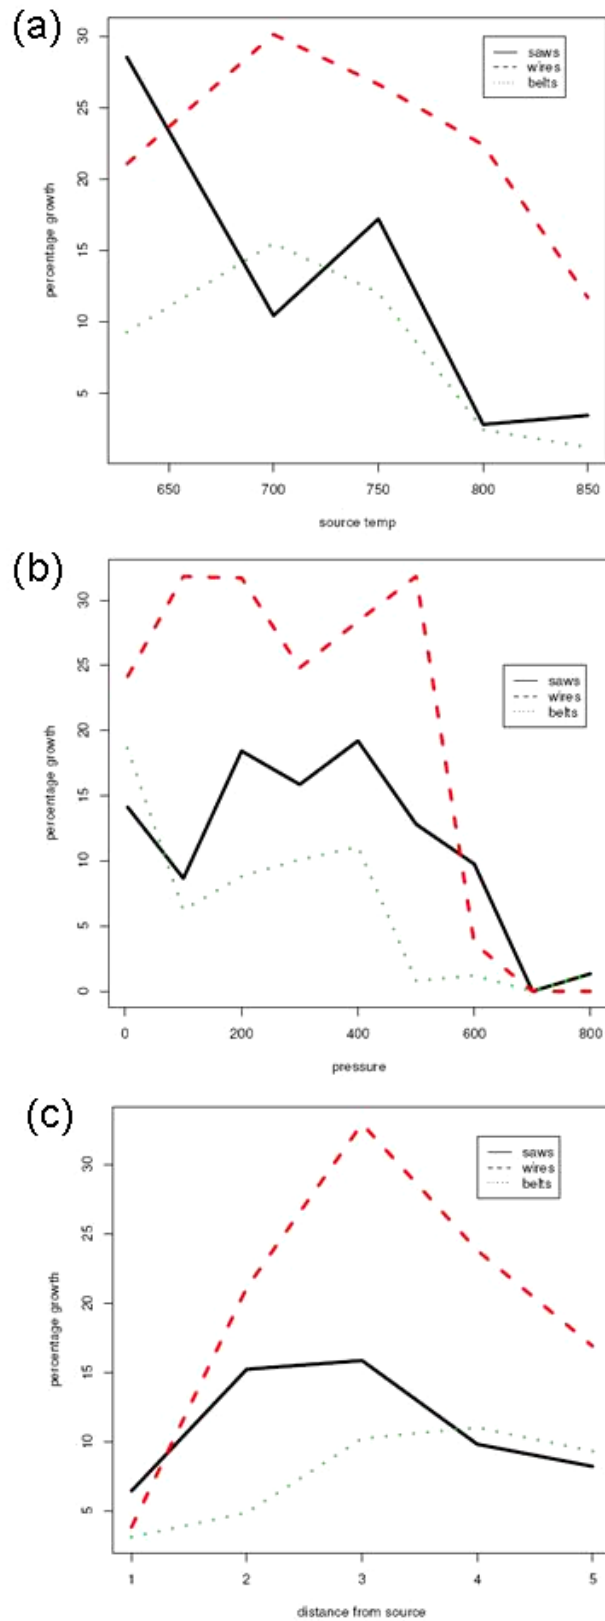 (a)
30
25
20
15
10
5
percentage growth
saws
wires
belts
650 700 750 800 850
source temp
(b)
30
25
20
15
10
5
0
percentage growth
saws
wires
belts
0 200 400 600 800
pressure
(c)
30
25
20
15
10
5
percentage growth
saws
wires
belts
1 2 3 4 5
distance from source